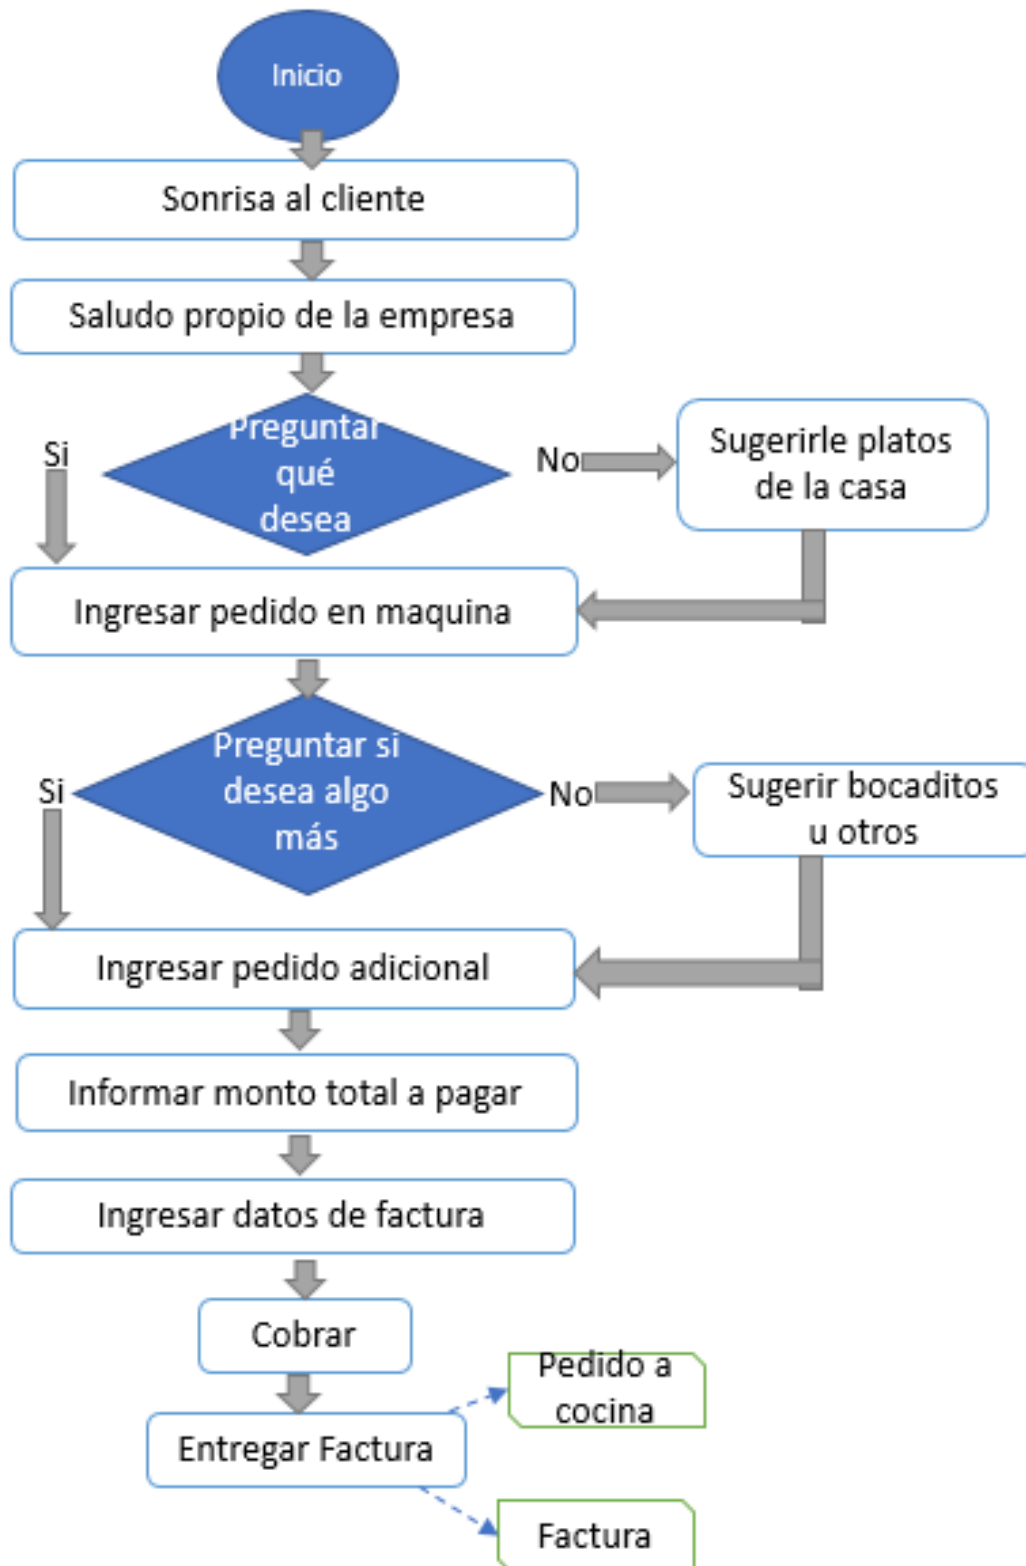 Inicio
Sonrisa al cliente
Saludo propio de la empresa
Preguntar
qué
desea
Si
No
Sugerirle platos
de la casa
Ingresar pedido en maquina
Preguntar si
desea algo
más
Si
No
Sugerir bocaditos
u otros
Ingresar pedido adicional
Informar monto total a pagar
Ingresar datos de factura
Cobrar
Entregar Factura
Pedido a
cocina
Factura